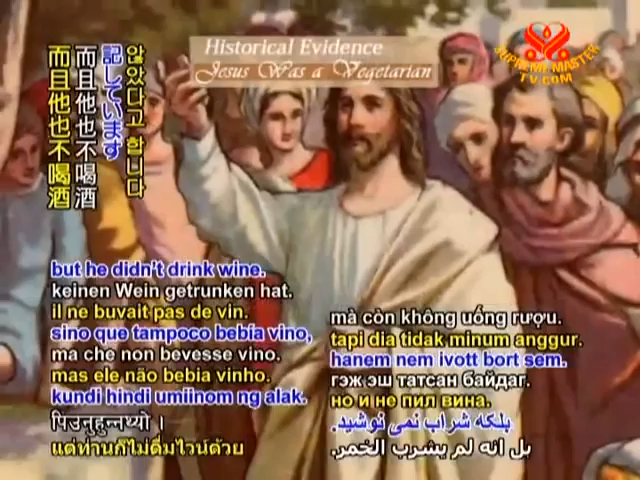 Historical Evidence
Jesus Was a Vegetarian
SUPREME MASTER
TV.COM
않았다고 합니다
記しています
而且他也不喝酒
而且他也不喝酒
but he didn't drink wine.
keinen Wein getrunken hat.
il ne buvait pas de vin.
sino que tampoco bebía vino,
ma che non bevesse vino.
mas ele não bebia vinho.
kundi hindi umiinom ng alak.
पिउनुहुन्नथ्यो ।
แต่ท่านก็ไม่ดื่มไวน์ด้วย
mà còn không uống rượu.
tapi dia tidak minum anggur.
hanem nem ivott bort sem.
гэж эш татсан байдаг.
но и не пил вина.
بلکه شراب نمی نوشید.
بل انه لم يشرب الخمر.